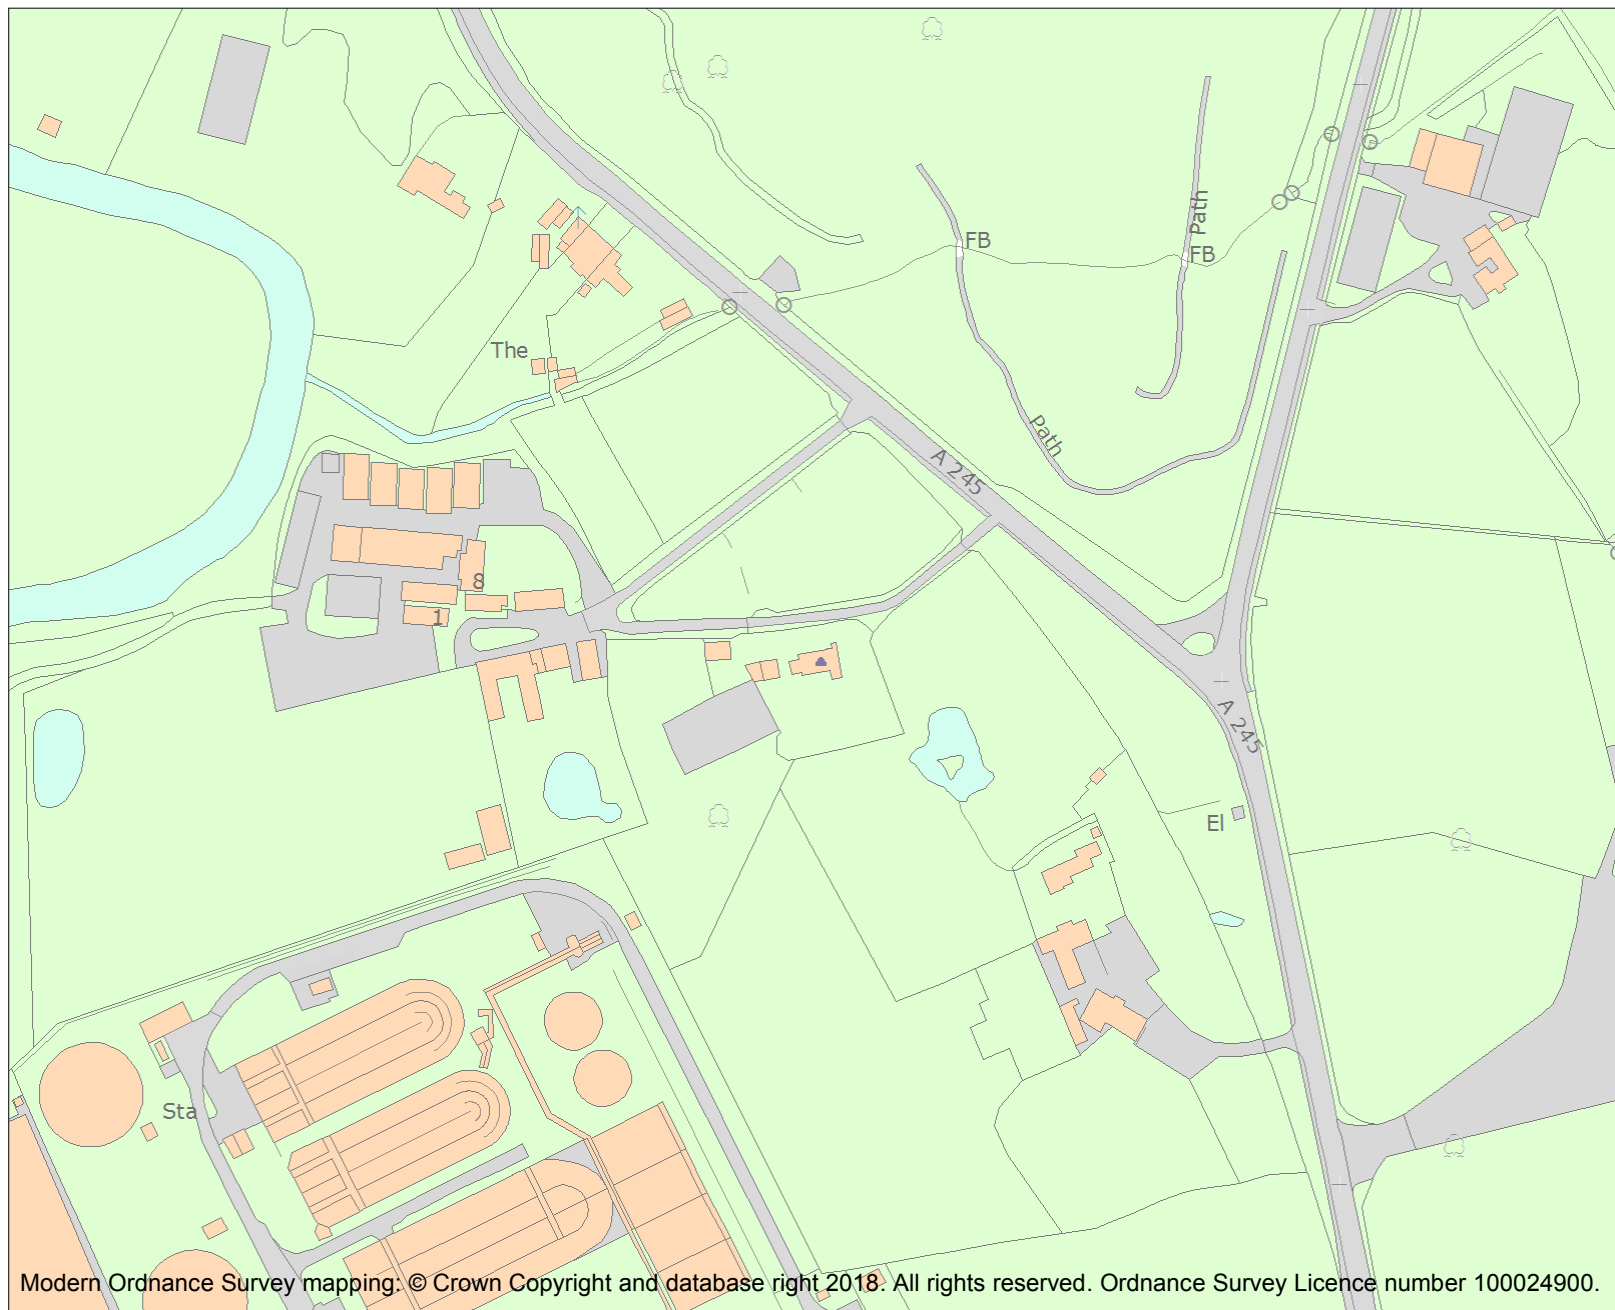 Path
FB
FB
The
Path
A 245
8
1
A 245
El
Sta
Modern Ordnance Survey mapping: © Crown Copyright and database right 2018. All rights reserved. Ordnance Survey Licence number 100024900.